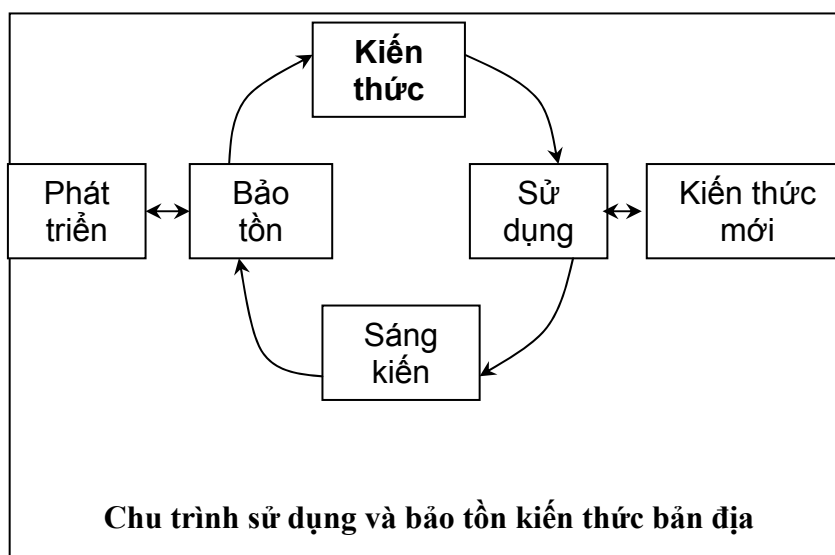 Kiến
thức
Phát
triển
Bảo
tồn
Sử
dụng
Kiến thức
mới
Sáng
kiến
Chu trình sử dụng và bảo tồn kiến thức bản địa